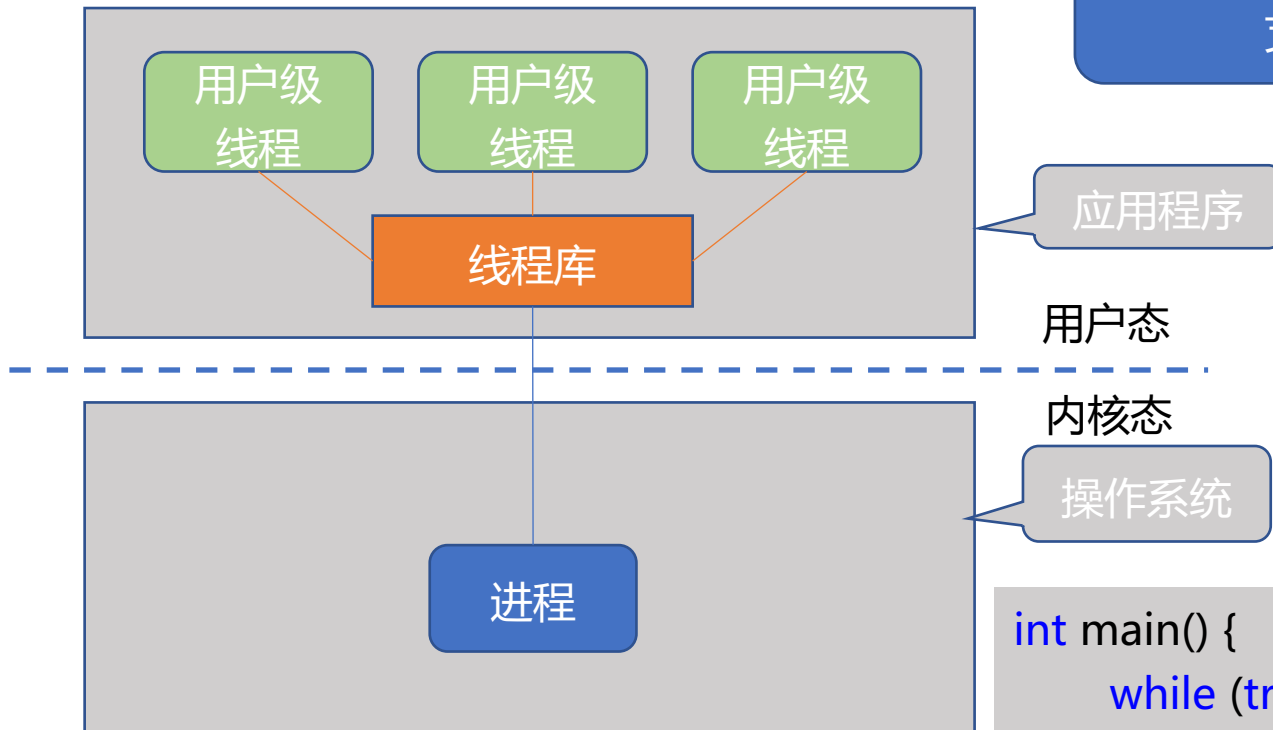 用户级
线程
用户级
线程
用户级
线程
线程库
应用程序
用户态
内核态
操作系统
进程
int main() {
while (tr